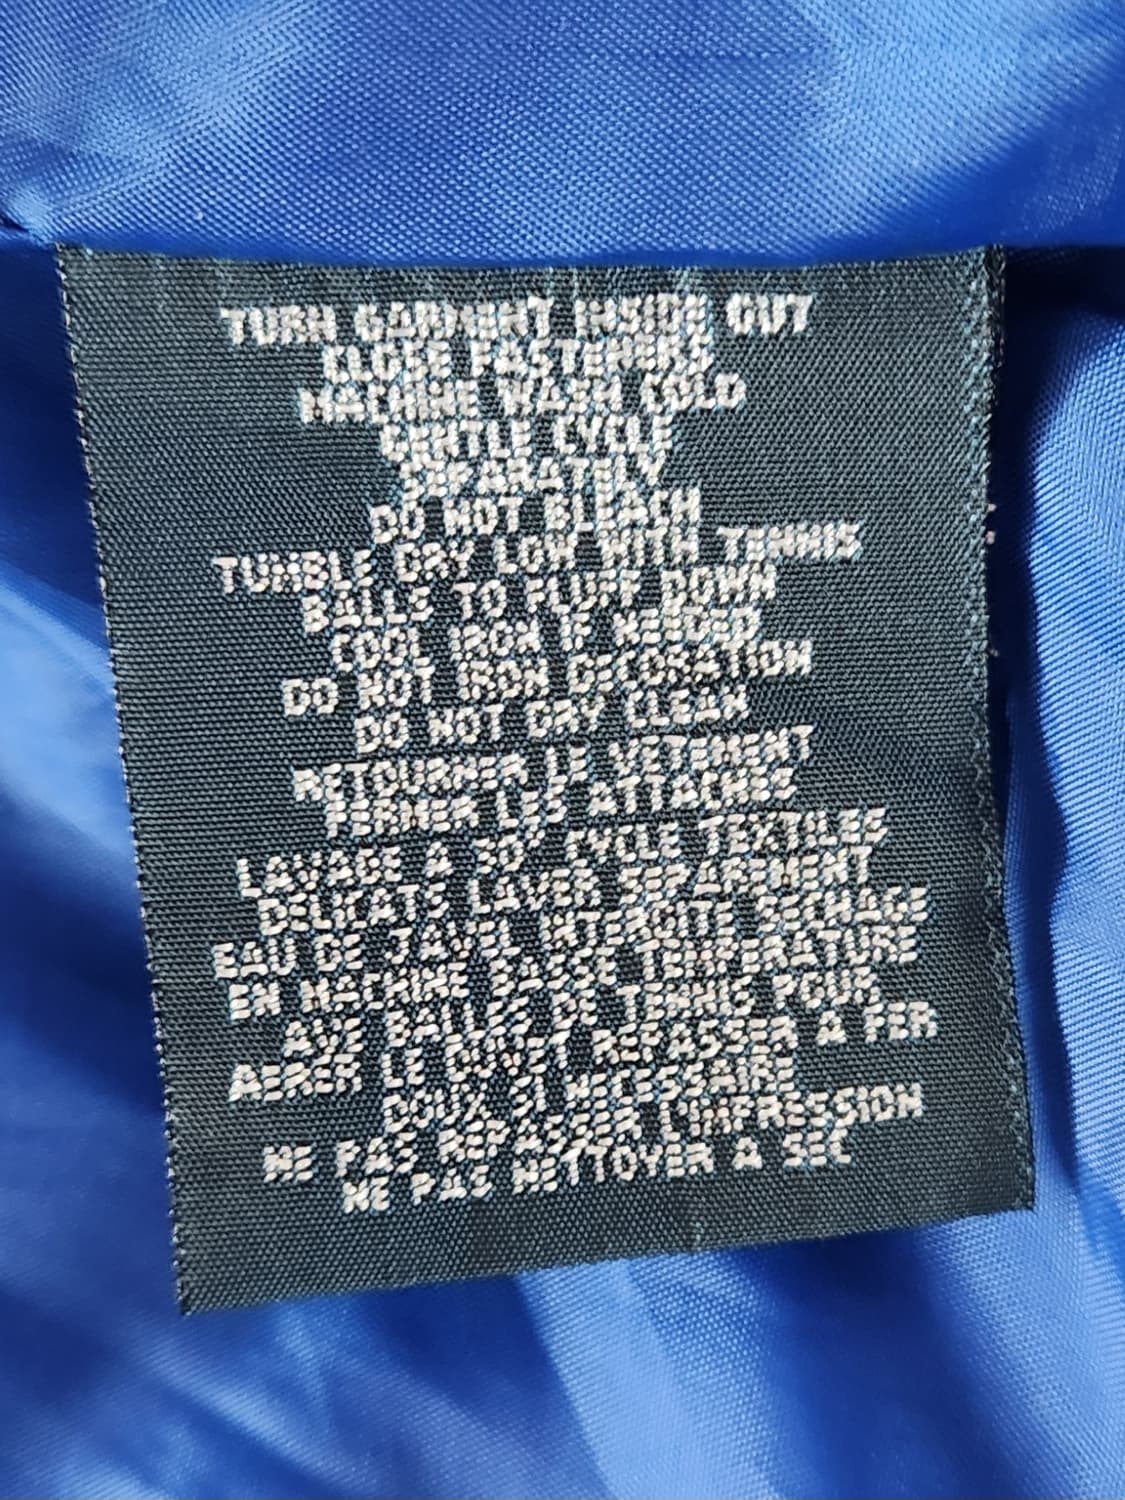 TURN GARMENT INSIDE OUT
CLOSE FASTENERS
MACHINE WASH COLD
GENTLE CYCLE
SEPARATELY
DO NOT BLEACH
TUMBLE DRY LOW WITH TENNIS
BALLS TO FLUFF DOWN
COOL IRON IF NEEDED
DO NOT IRON DECORATION
DO NOT DRY CLEAN
RETOURNER LE VETEMENT
FERMER LES ATTACHES
LAVAGE A 30° CYCLE TEXTILES
DELICATS LAVER SEPAREMENT
EAU DE JAVEL INTERDITE SECHAGE
EN MACHINE BASSE TEMPERATURE
AVE BALLES DE TENNIS POUR
AERER LE DUVET REPASSER A FER
DOUX SI NECESSAIRE
NE PAS REPASSER L'IMPRESSION
NE PAS NETTOYER A SEC